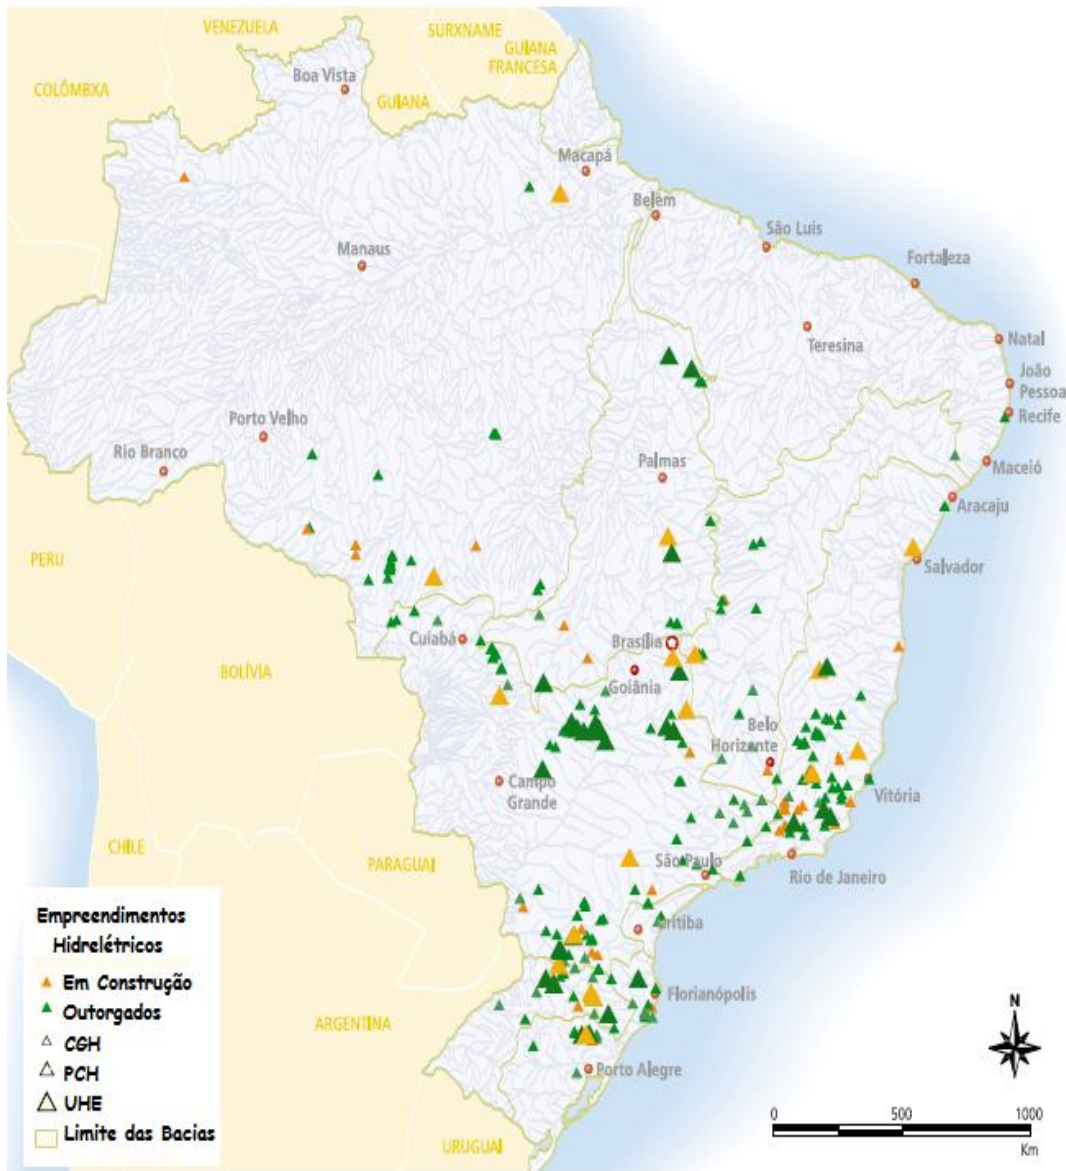 VENEZUELA
SURXNAME
GUIANA
FRANCESA
COLÔMBXA
Boa Vista
GUIANA
Macapá
Belém
São Luis
Manaus
Fortaleza
Teresina
Natal
João
Pessoa
Recife
Porto Velho
Rio Branco
Palmas
Maceió
Aracaju
PERU
Salvador
Cuiabá
Brasília
BOLÍVIA
Goiânia
Belo
Horizonte
Campo
Grande
Vitória
CHILE
PARAGUAI
São Paulo
Rio de Janeiro
Empreendimentos
Hidrelétricos
Em Construção
Outorgados
CGH
PCH
UHE
Limite das Bacias
uritiba
Florianópolis
ARGENTINA
Porto Alegre
URUGUAI
N
0 500 1000
Km